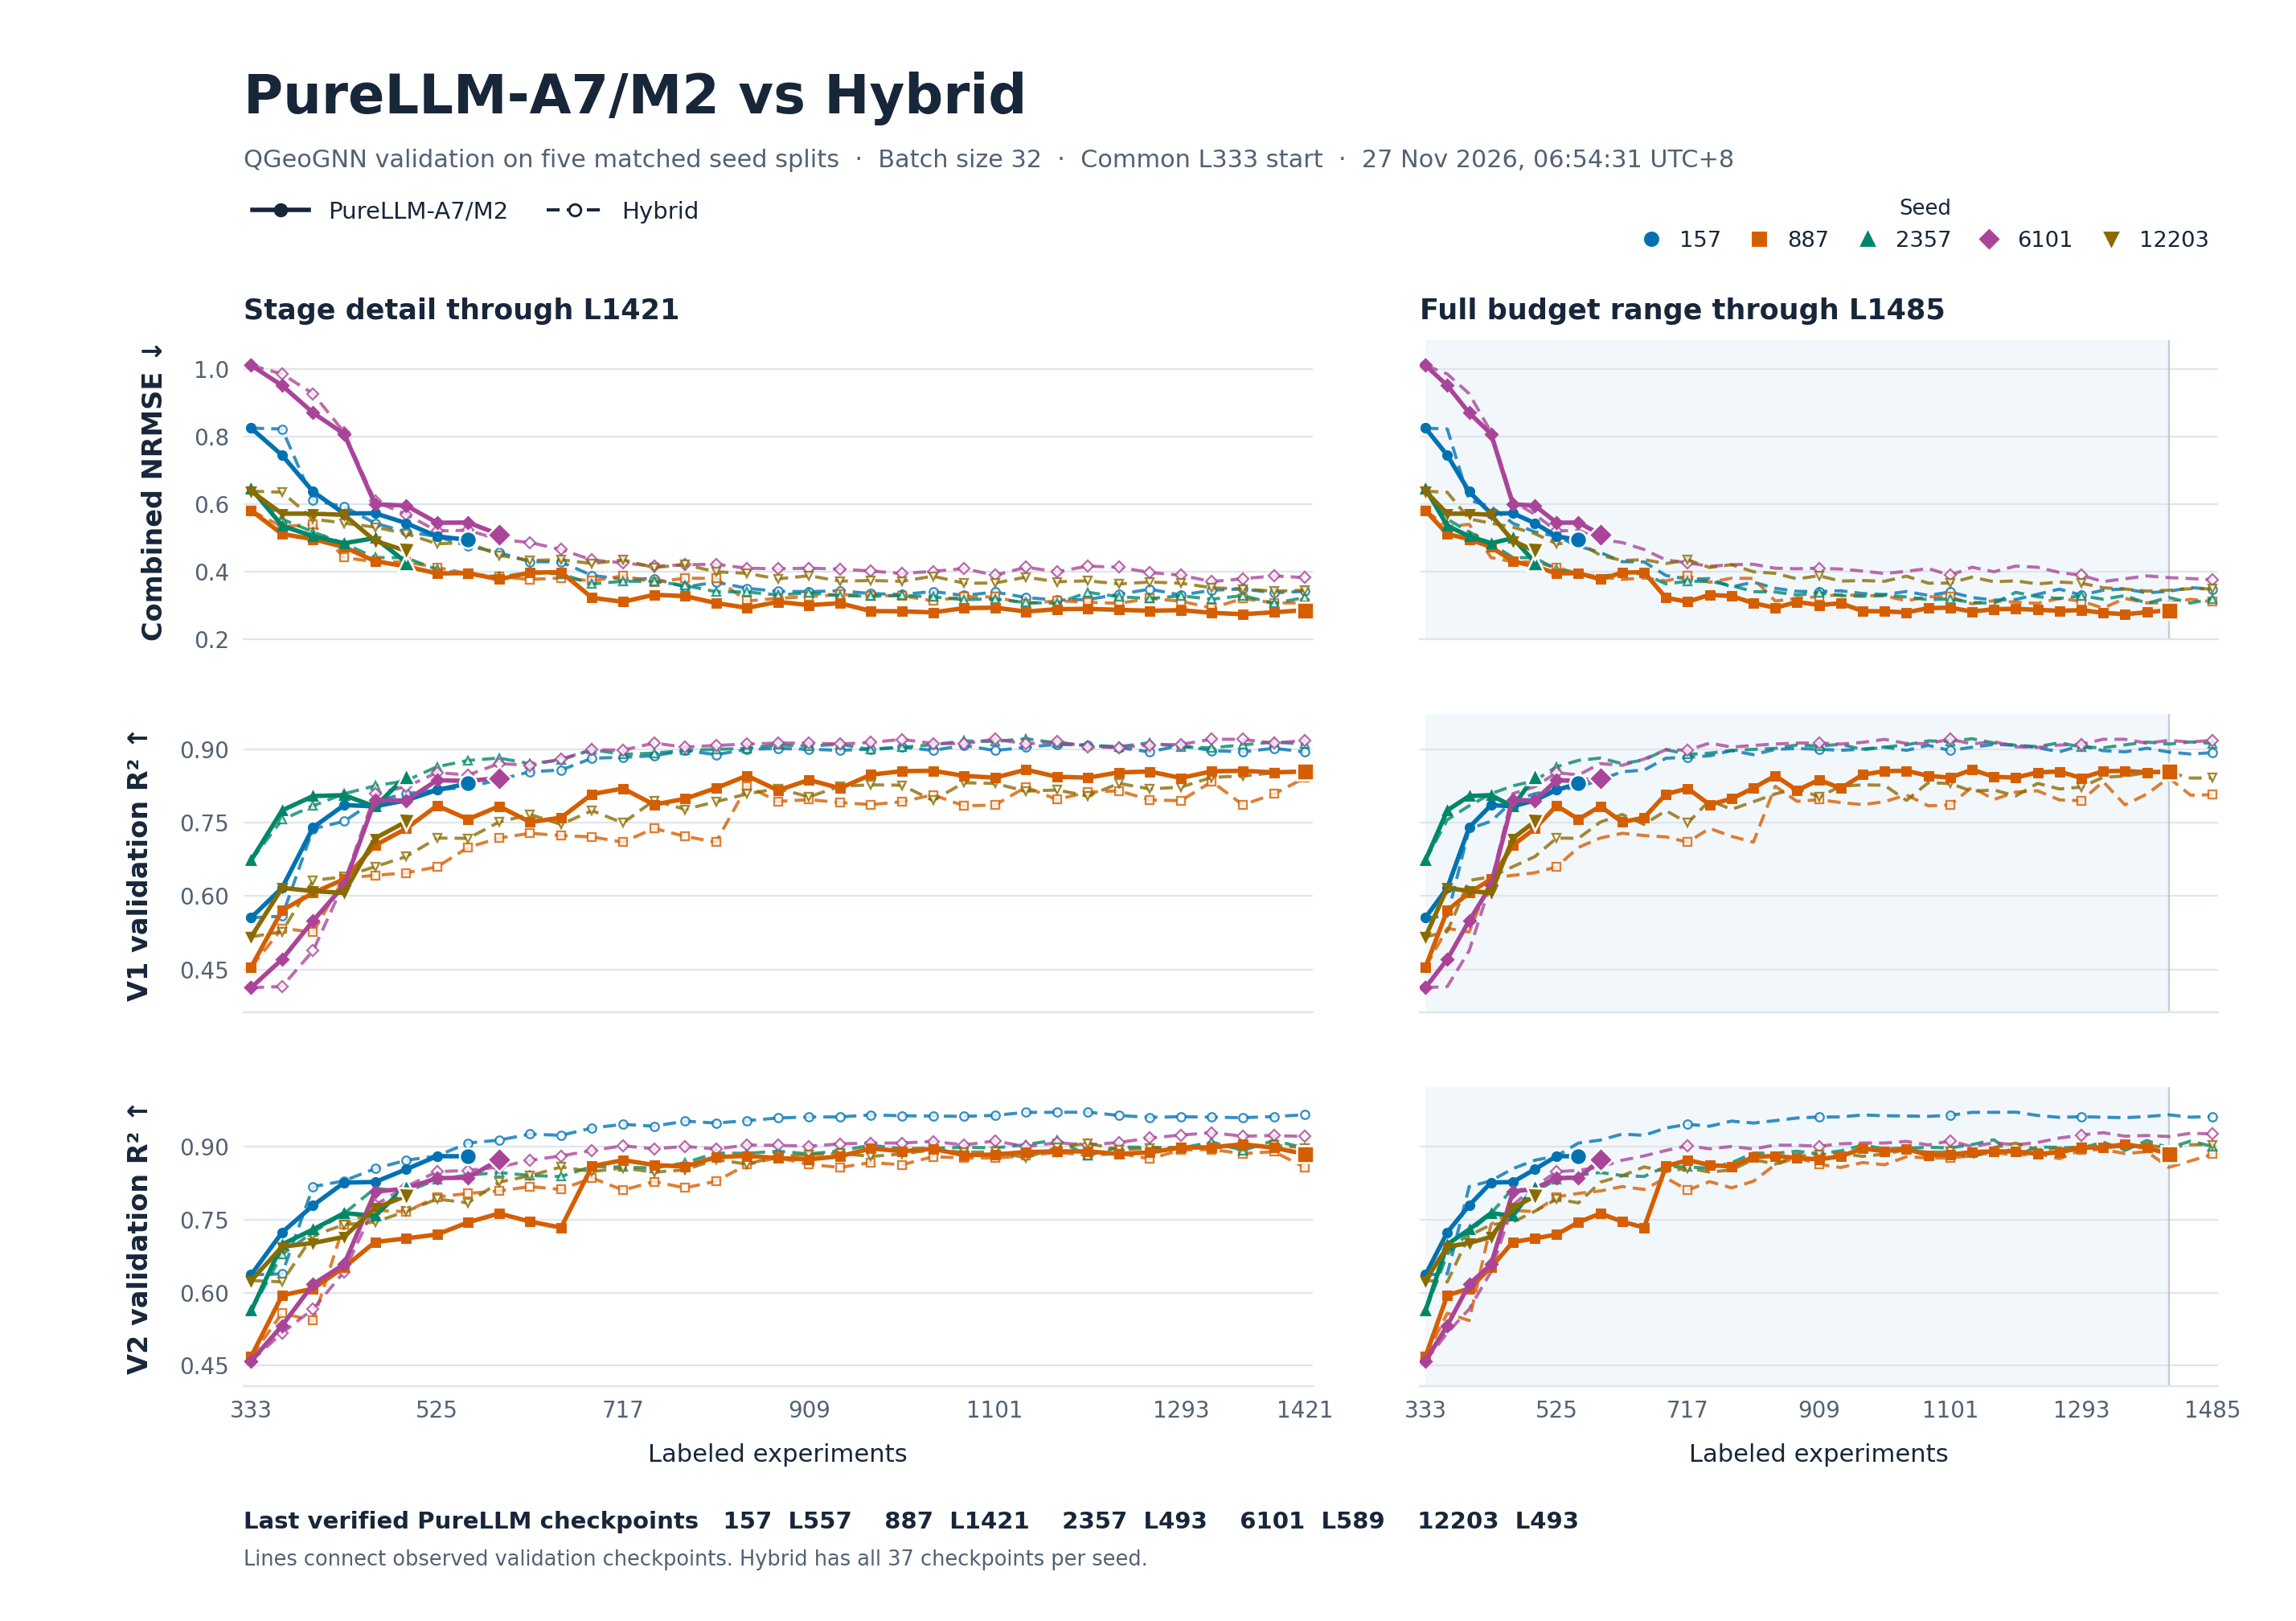 PureLLM-A7/M2 vs Hybrid
QGeoGNN validation on five matched seed splits · Batch size 32 · Common L333 start · 27 Nov 2026, 06:54:31 UTC+8
PureLLM-A7/M2 Hybrid
Seed
157 887 2357 6101 12203
Stage detail through L1421
Full budget range through L1485
Combined NRMSE ↓
1.0
0.8
0.6
0.4
0.2
V1 validation R² ↑
0.90
0.75
0.60
0.45
V2 validation R² ↑
0.90
0.75
0.60
0.45
333 525 717 909 1101 1293 1421
333 525 717 909 1101 1293 1485
Labeled experiments
Labeled experiments
Last verified PureLLM checkpoints 157 L557 887 L1421 2357 L493 6101 L589 12203 L493
Lines connect observed validation checkpoints. Hybrid has all 37 checkpoints per seed.